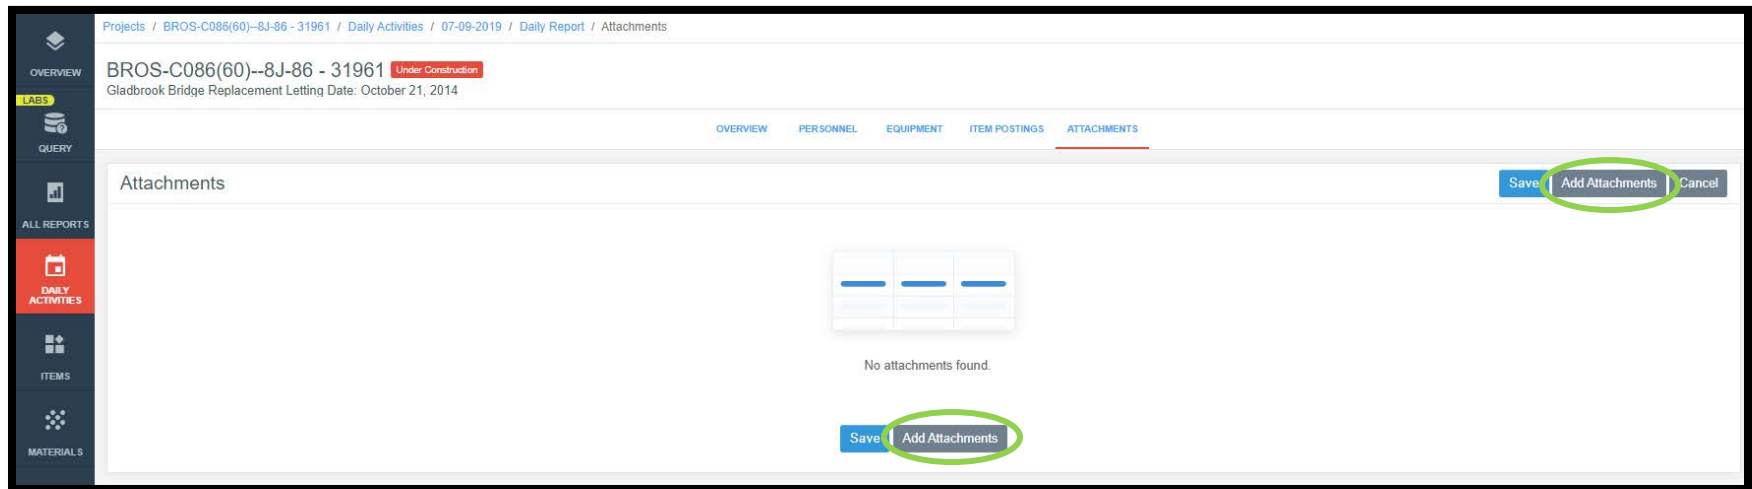 Projects / BROS-C086(60)--8J-86 - 31961 / Daily Activities / 07-09-2019 / Daily Report / Attachments
OVERVIEW
LABS
QUERY
ALL REPORTS
DAILY
ACTIVITIES
ITEMS
MATERIALS
BROS-C086(60)--8J-86 - 31961 Under Construction
Gladbrook Bridge Replacement Letting Date: October 21, 2014
OVERVIEW PERSONNEL EQUIPMENT ITEM POSTINGS ATTACHMENTS
Attachments
Save Add Attachments Cancel
No attachments found.
Save Add Attachments